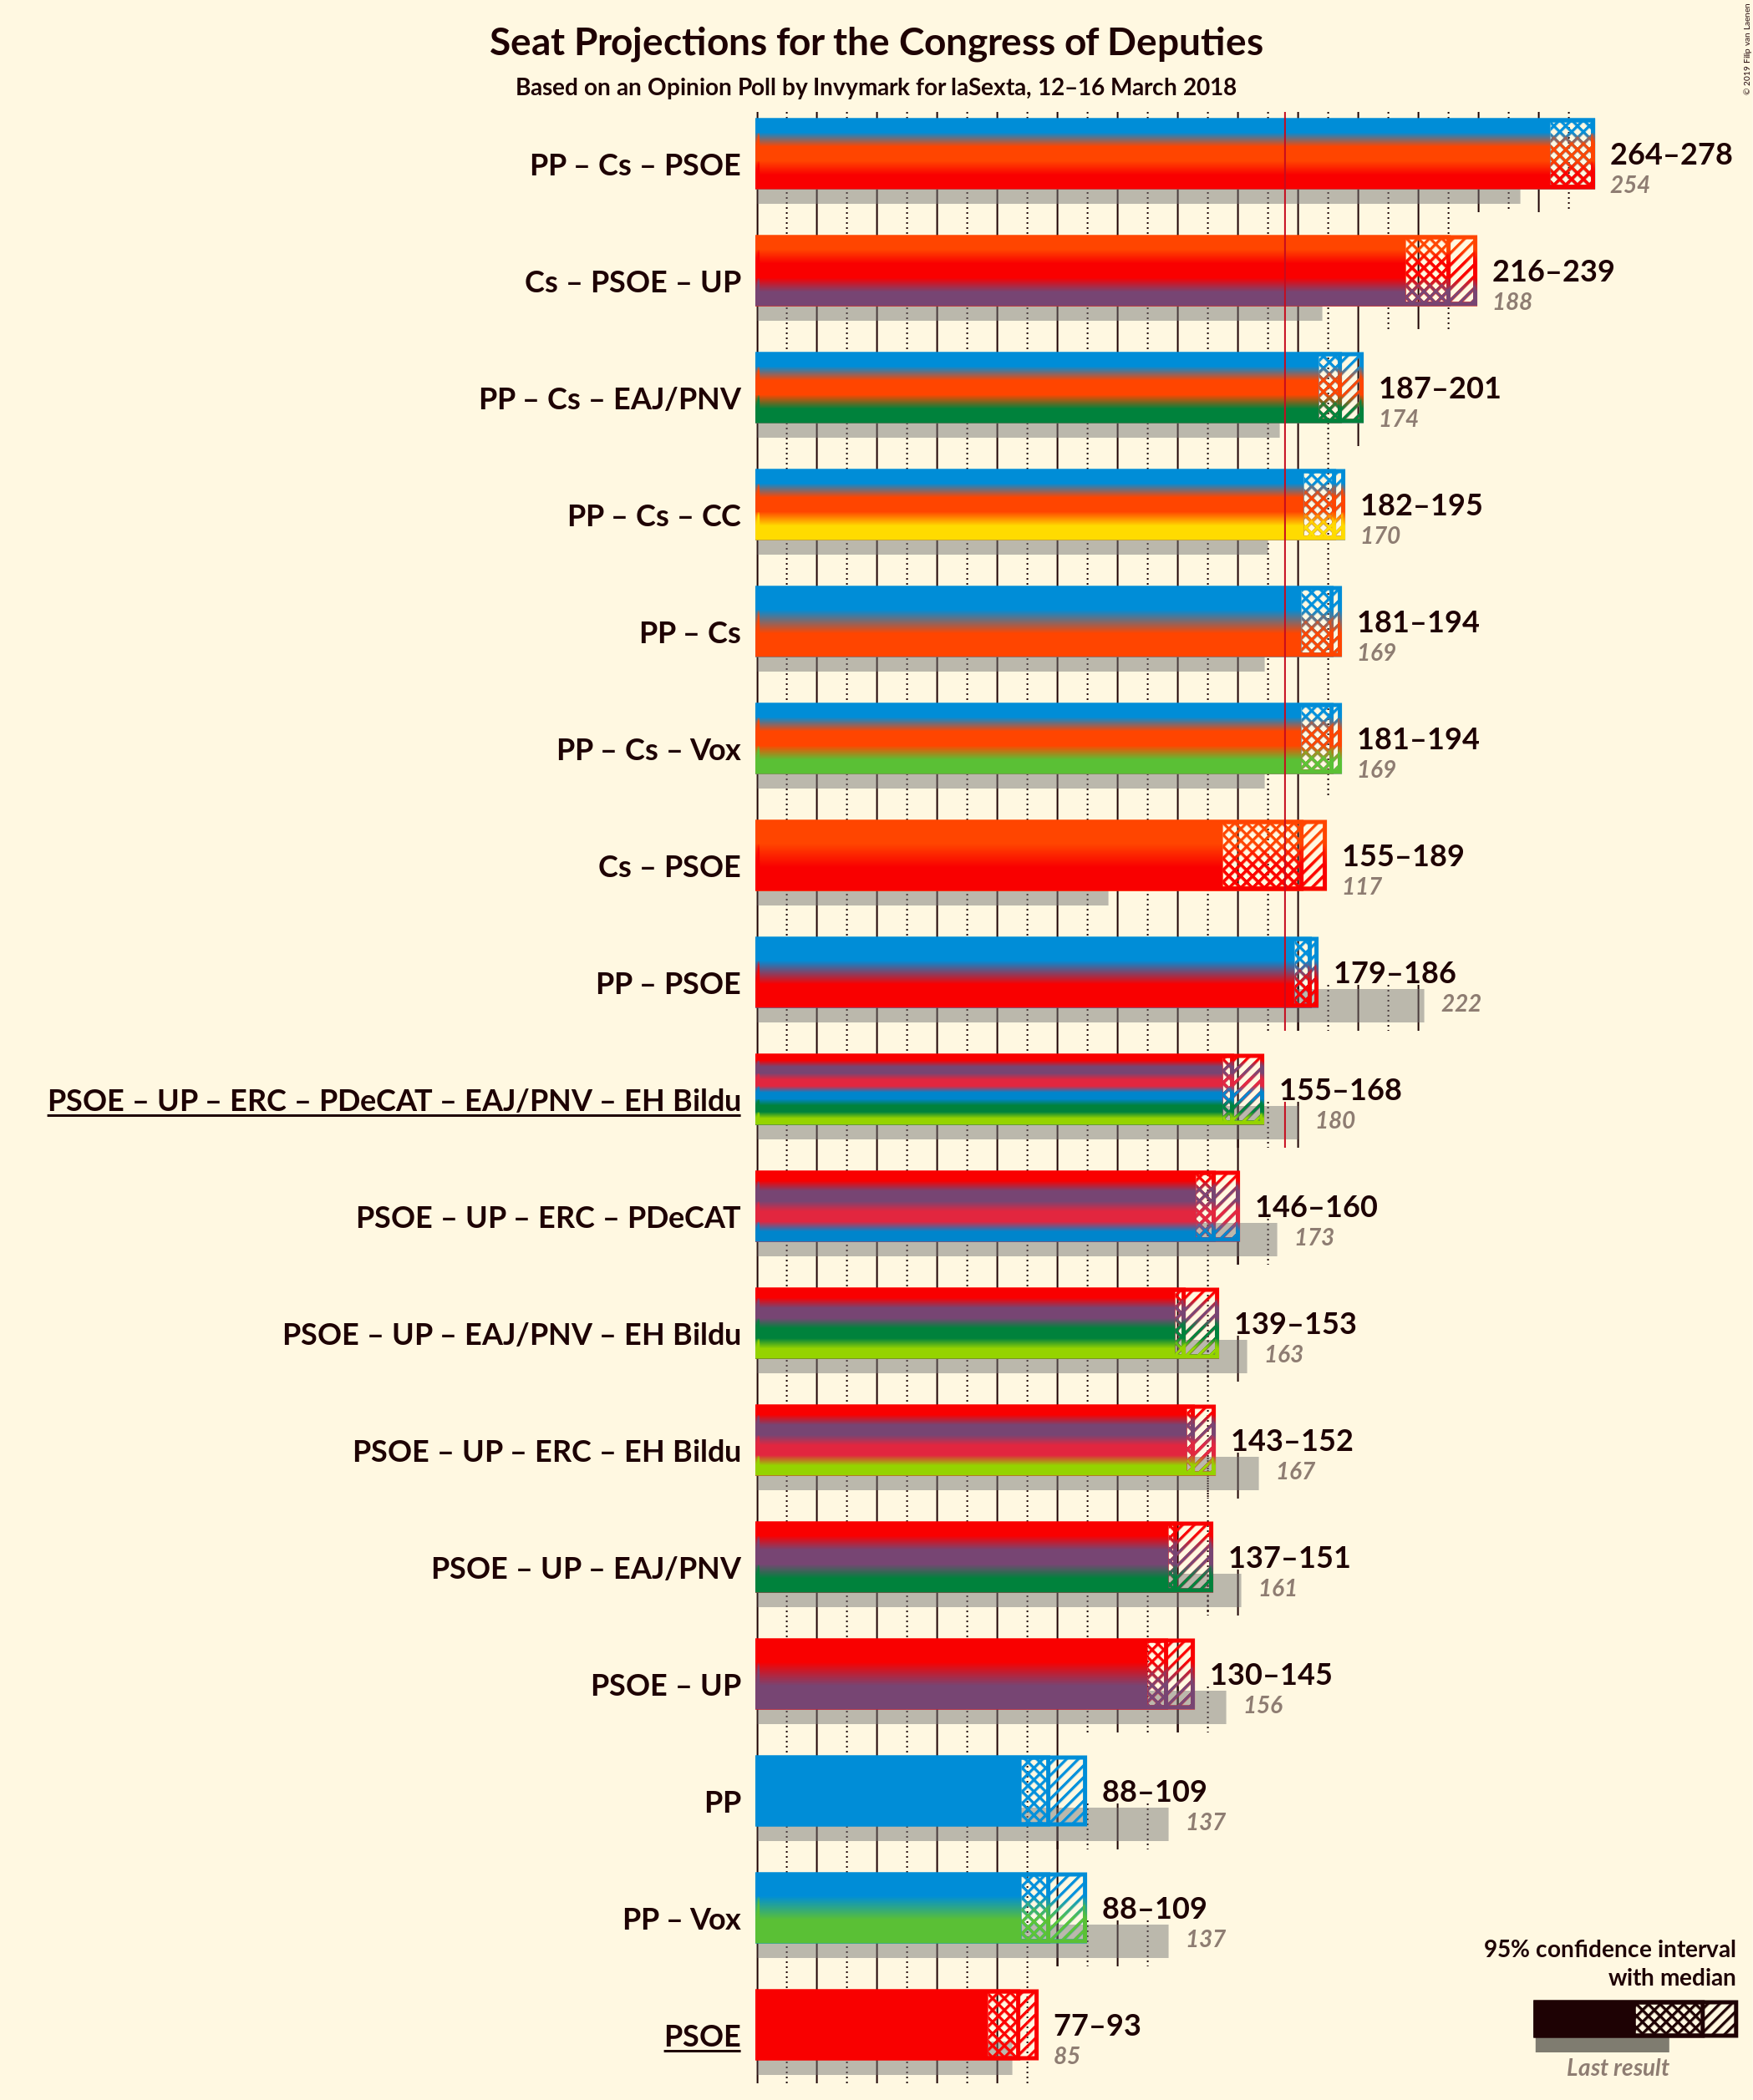 Seat Projections for the Congress of Deputies
Based on an Opinion Poll by Invymark for laSexta, 12–16 March 2018
© 2019 Filip van Laenen
PP – Cs – PSOE
264–278
254
Cs – PSOE – UP
216–239
188
PP – Cs – EAJ/PNV
187–201
174
PP – Cs – CC
182–195
170
PP – Cs
181–194
169
PP – Cs – Vox
181–194
169
Cs – PSOE
155–189
117
PP – PSOE
179–186
222
PSOE – UP – ERC – PDeCAT – EAJ/PNV – EH Bildu
155–168
180
PSOE – UP – ERC – PDeCAT
146–160
173
PSOE – UP – EAJ/PNV – EH Bildu
139–153
163
PSOE – UP – ERC – EH Bildu
143–152
167
PSOE – UP – EAJ/PNV
137–151
161
PSOE – UP
130–145
156
PP
88–109
137
PP – Vox
88–109
137
PSOE
77–93
85
95% confidence interval
with median
Last result